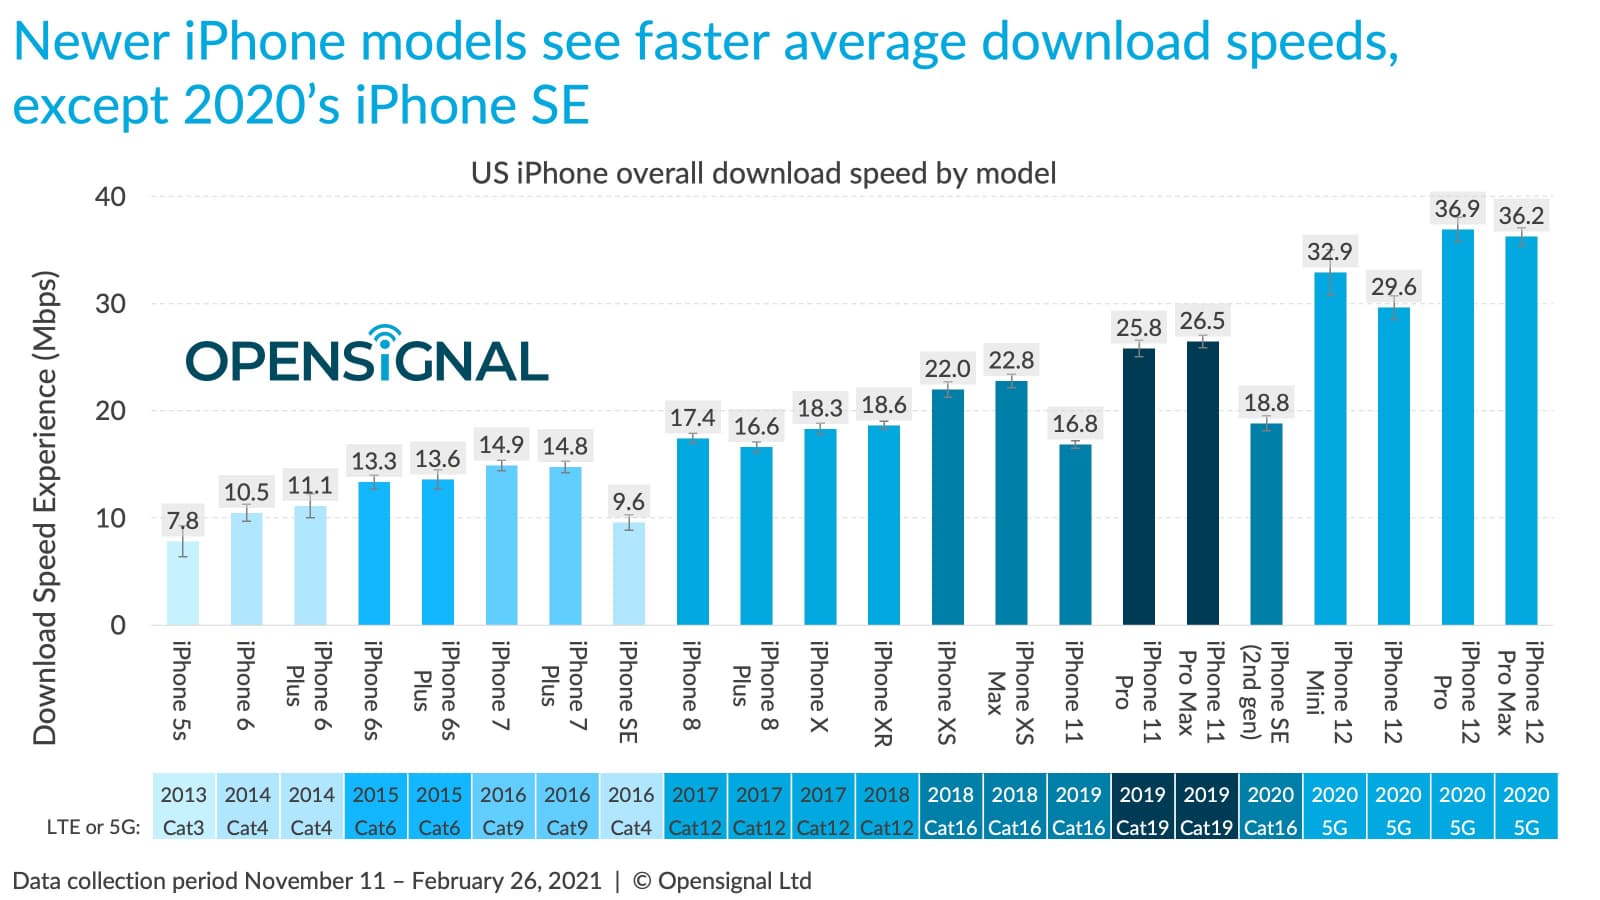 Newer iPhone models see faster average download speeds,
except 2020's iPhone SE
US iPhone overall download speed by model
Download Speed Experience (Mbps)
40
30
20
10
0
OPENSiGNAL
7.8
10.5
11.1
13.3
13.6
14.9
14.8
9.6
17.4
16.6
18.3
18.6
22.0
22.8
16.8
25.8
26.5
18.8
32.9
29.6
36.9
36.2
iPhone 5s
iPhone 6
iPhone 6
Plus
iPhone 6s
iPhone 6s
Plus
iPhone 7
iPhone 7
Plus
iPhone SE
iPhone 8
iPhone 8
Plus
iPhone X
iPhone XR
iPhone XS
iPhone XS
Max
iPhone 11
iPhone 11
Pro
iPhone 11
Pro Max
iPhone SE
(2nd gen)
iPhone 12
Mini
iPhone 12
iPhone 12
Pro
iPhone 12
Pro Max
2013 2014 2014 2015 2015 2016 2016 2016 2017 2017 2017 2018 2018 2018 2019 2019 2019 2020 2020 2020 2020 2020
LTE or 5G: Cat3 Cat4 Cat4 Cat6 Cat6 Cat9 Cat9 Cat4 Cat12 Cat12 Cat12 Cat12 Cat16 Cat16 Cat16 Cat19 Cat19 Cat16 5G 5G 5G 5G
Data collection period November 11 – February 26, 2021 | © Opensignal Ltd